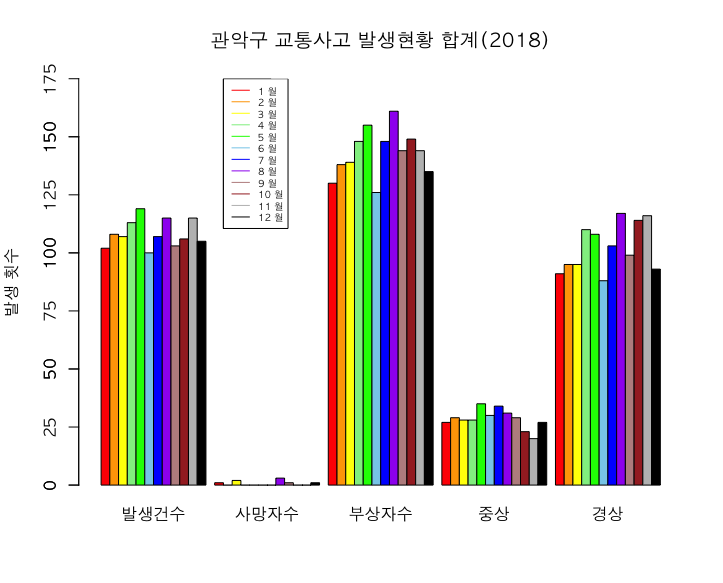 관악구 교통사고 발생현황 합계(2018)
발생 횟수
175
150
125
100
75
50
25
0
1 월
2 월
3 월
4 월
5 월
6 월
7 월
8 월
9 월
10 월
11 월
12 월
발생건수 사망자수 부상자수 중상 경상